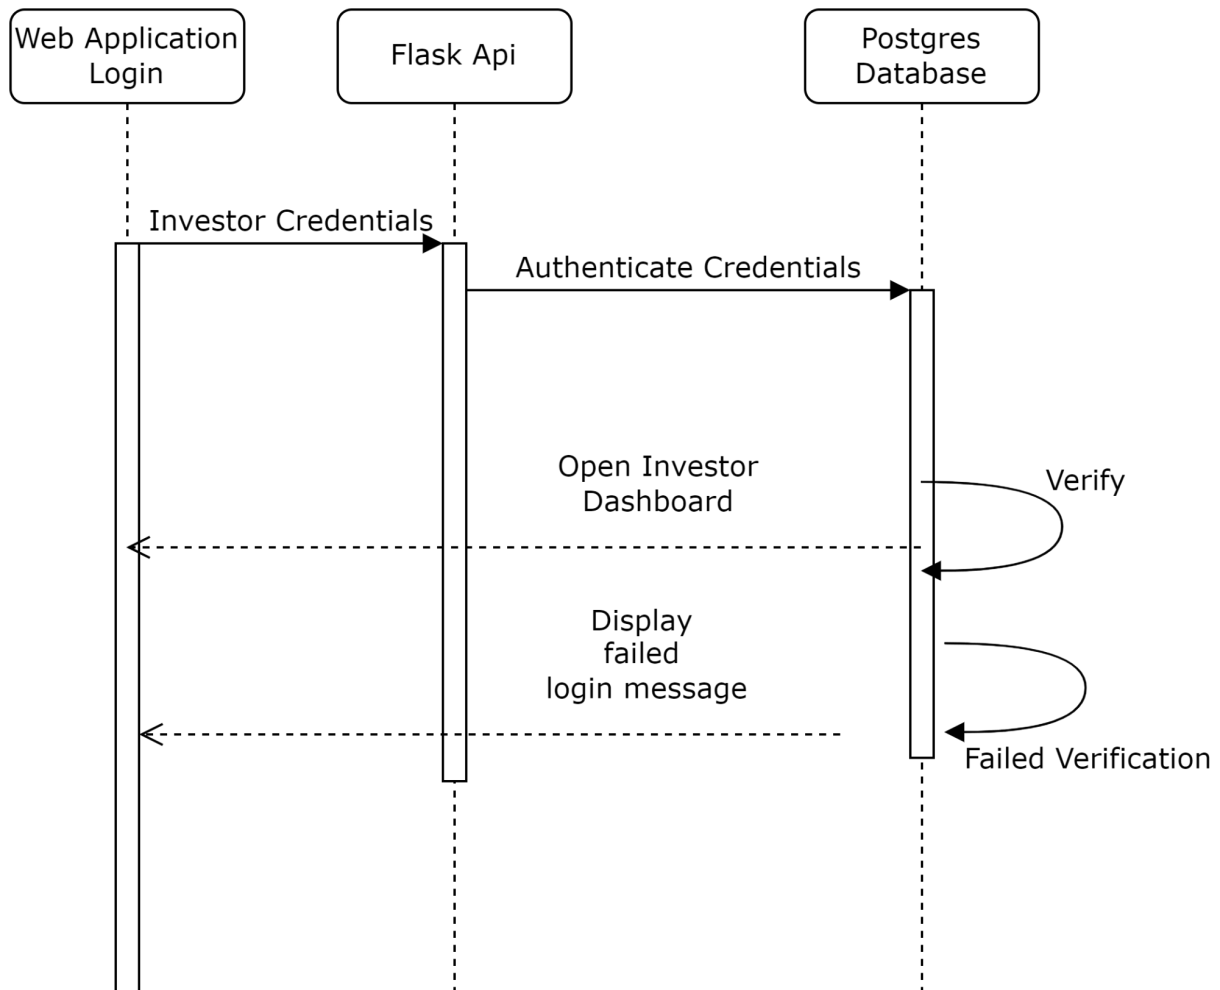 Web Application
Login
Flask Api
Postgres
Database
Investor Credentials
Authenticate Credentials
Open Investor
Dashboard
Verify
Display
failed
login message
Failed Verification